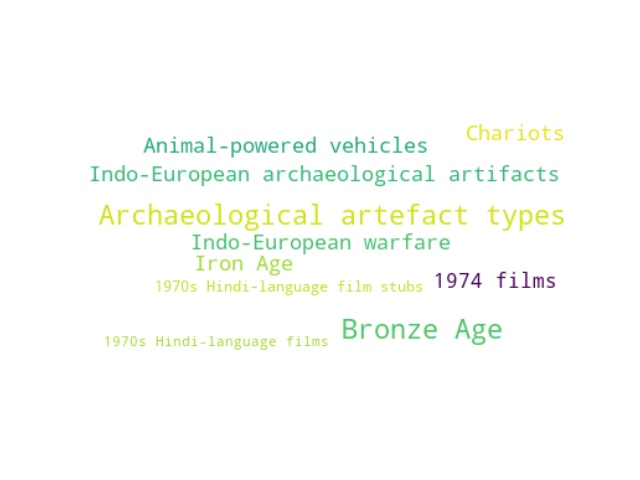 Chariots
Animal-powered vehicles
Indo-European archaeological artifacts
Archaeological artefact types
Indo-European warfare
Iron Age
1974 films
1970s Hindi-language film stubs
Bronze Age
1970s Hindi-language films